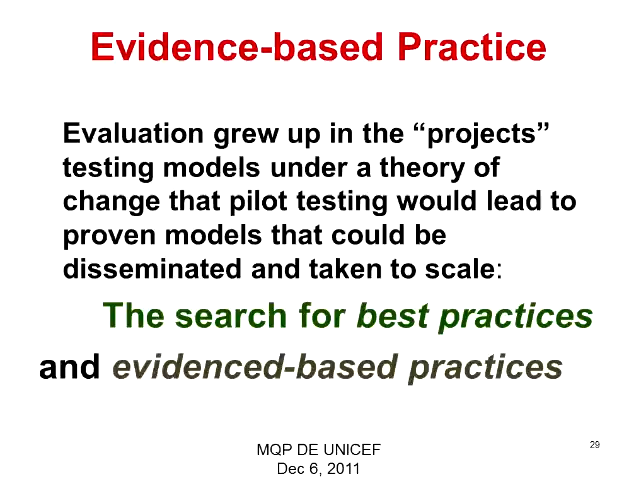 Evidence-based Practice
Evaluation grew up in the “projects”
testing models under a theory of
change that pilot testing would lead to
proven models that could be
disseminated and taken to scale:
The search for best practices
and evidenced-based practices
MQP DE UNICEF
Dec 6, 2011
29